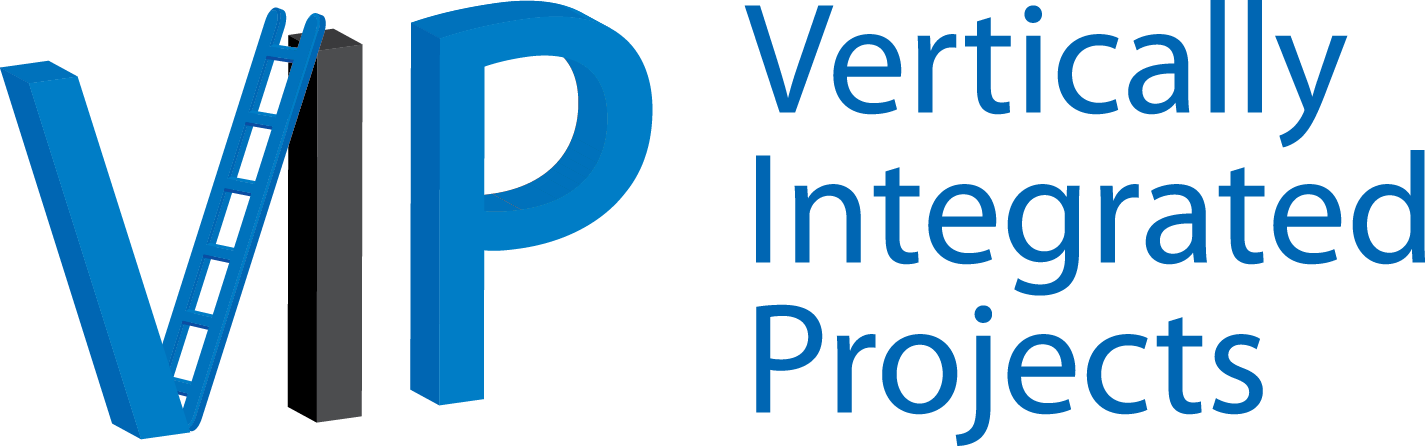 VIP
Vertically
Integrated
Projects